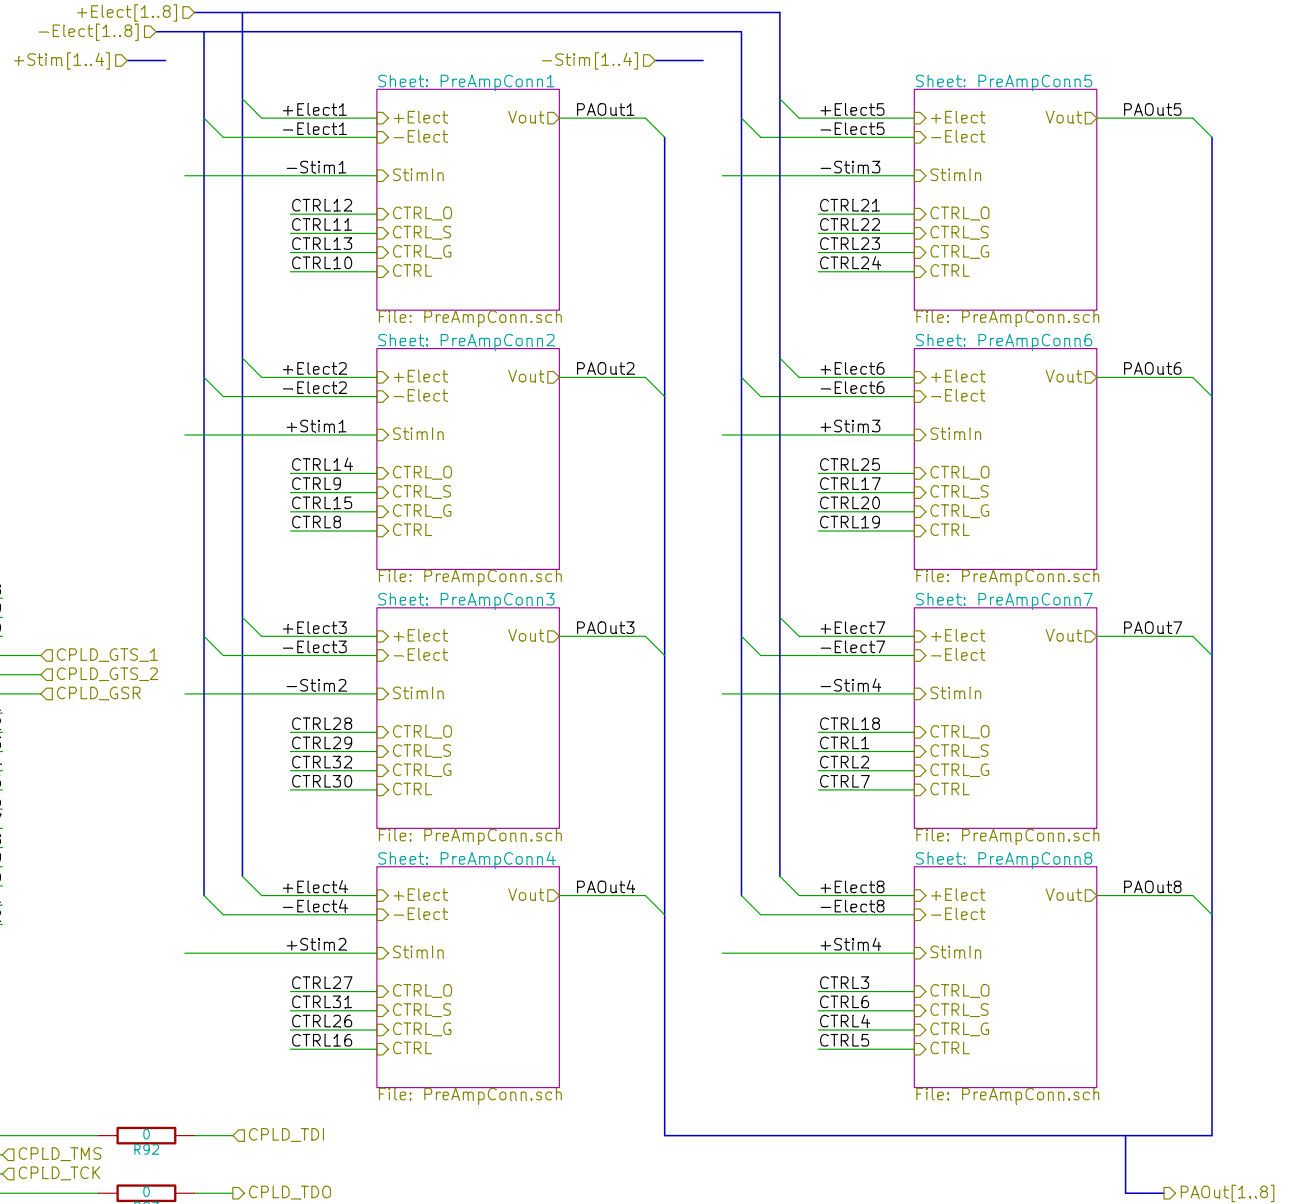 +Elect[1..8]
−Elect[1..8]
+Stim[1..4]
−Stim[1..4]
Sheet: PreAmpConn1
+Elect1
−Elect1
−Stim1
CTRL12
CTRL11
CTRL13
CTRL10
+Elect
−Elect
StimIn
CTRL_O
CTRL_S
CTRL_G
CTRL
Vout
PAOut1
File: PreAmpConn.sch
Sheet: PreAmpConn5
+Elect5
−Elect5
−Stim3
CTRL21
CTRL22
CTRL23
CTRL24
+Elect
−Elect
StimIn
CTRL_O
CTRL_S
CTRL_G
CTRL
Vout
PAOut5
File: PreAmpConn.sch
Sheet: PreAmpConn2
+Elect2
−Elect2
+Stim1
CTRL14
CTRL9
CTRL15
CTRL8
+Elect
−Elect
StimIn
CTRL_O
CTRL_S
CTRL_G
CTRL
Vout
PAOut2
File: PreAmpConn.sch
Sheet: PreAmpConn6
+Elect6
−Elect6
+Stim3
CTRL25
CTRL17
CTRL20
CTRL19
+Elect
−Elect
StimIn
CTRL_O
CTRL_S
CTRL_G
CTRL
Vout
PAOut6
File: PreAmpConn.sch
Sheet: PreAmpConn3
+Elect3
−Elect3
−Stim2
CTRL28
CTRL29
CTRL32
CTRL30
+Elect
−Elect
StimIn
CTRL_O
CTRL_S
CTRL_G
CTRL
Vout
PAOut3
File: PreAmpConn.sch
Sheet: PreAmpConn7
+Elect7
−Elect7
−Stim4
CTRL18
CTRL1
CTRL2
CTRL7
+Elect
−Elect
StimIn
CTRL_O
CTRL_S
CTRL_G
CTRL
Vout
PAOut7
File: PreAmpConn.sch
CPLD_GTS_1
CPLD_GTS_2
CPLD_GSR
Sheet: PreAmpConn4
+Elect4
−Elect4
+Stim2
CTRL27
CTRL31
CTRL26
CTRL16
+Elect
−Elect
StimIn
CTRL_O
CTRL_S
CTRL_G
CTRL
Vout
PAOut4
File: PreAmpConn.sch
Sheet: PreAmpConn8
+Elect8
−Elect8
+Stim4
CTRL3
CTRL6
CTRL4
CTRL5
+Elect
−Elect
StimIn
CTRL_O
CTRL_S
CTRL_G
CTRL
Vout
PAOut8
File: PreAmpConn.sch
0
R92
CPLD_TDI
CPLD_TMS
CPLD_TCK
0
CPLD_TDO
PAOut[1..8]